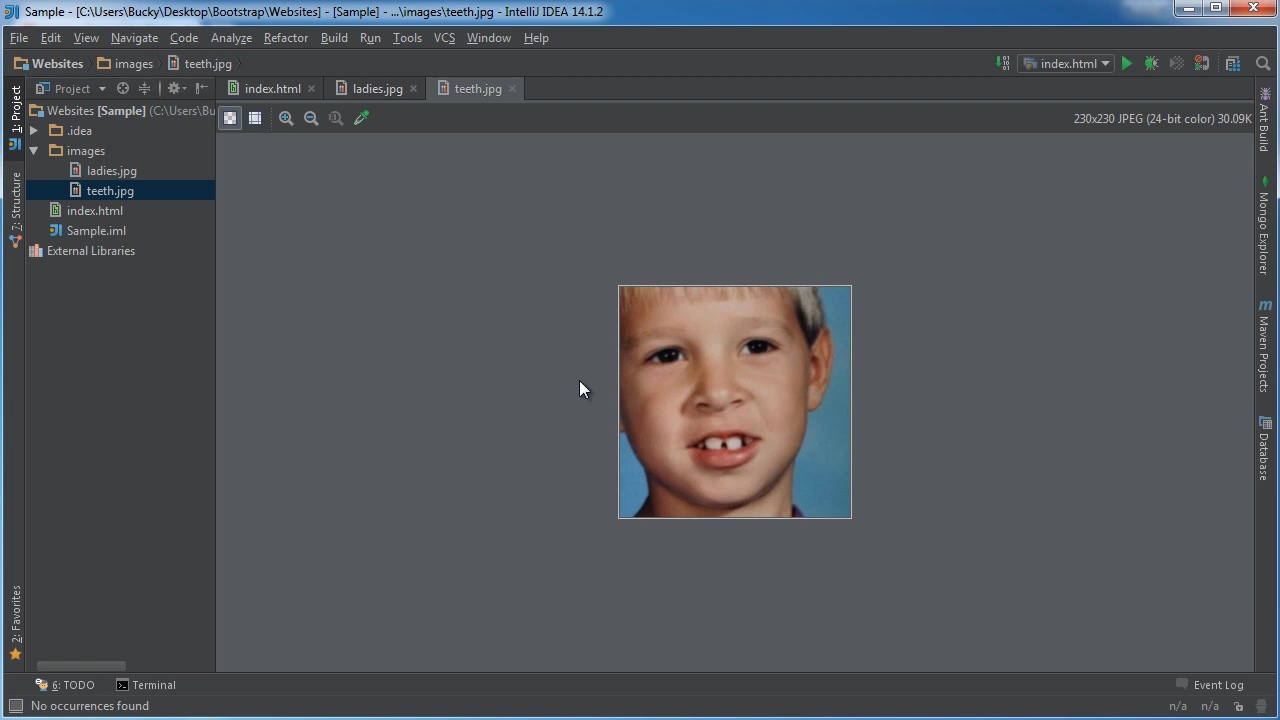 Sample - [C:\Users\Bucky\Desktop\Bootstrap\Websites] - [Sample] - ...\images\teeth.jpg - IntelliJ IDEA 14.1.2
File Edit View Navigate Code Analyze Refactor Build Run Tools VCS Window Help
Websites images teeth.jpg index.html
1: Project
7: Structure
2: Favorites
Project
Websites [Sample] (C:\Users\Bu
.idea
images
ladies.jpg
teeth.jpg
index.html
Sample.iml
External Libraries
index.html ladies.jpg teeth.jpg
230x230 JPEG (24-bit color) 30.09K
Ant Build
Mongo Explorer
Maven Projects
Database
6: TODO Terminal Event Log
No occurrences found n/a n/a